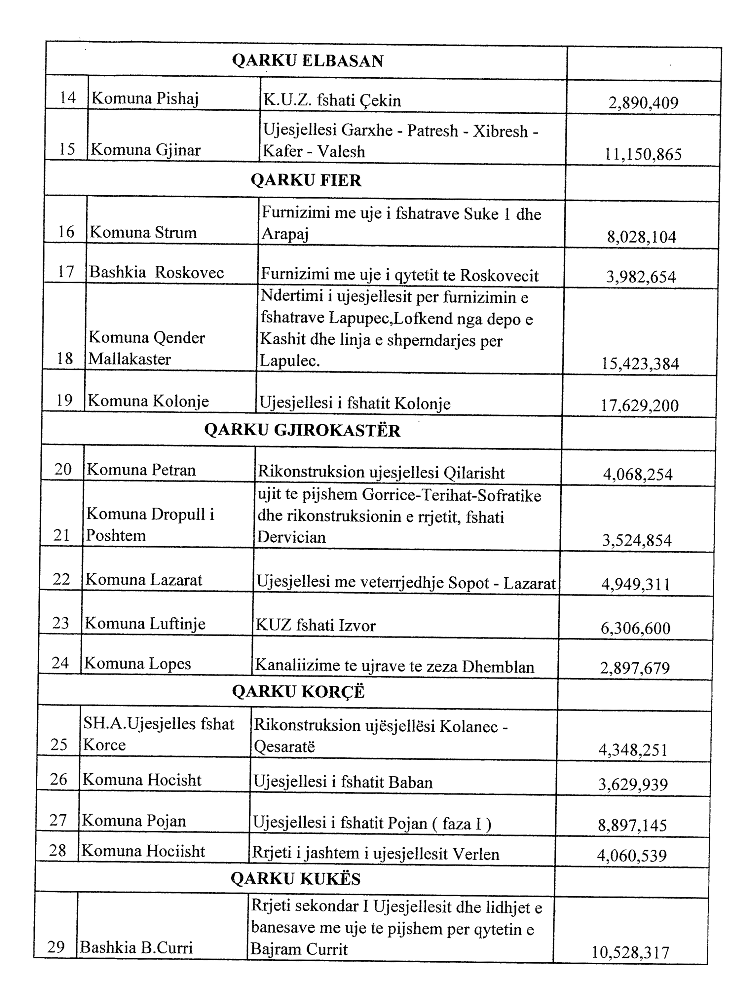 QARKU ELBASAN
14 Komuna Pishaj K.U.Z. fshati Çekin 2,890,409
Ujesjellesi Garxhe - Patresh - Xibresh -
15 Komuna Gjinar Kafer - Valesh 11,150,865
QARKU FIER
Furnizimi me uje i fshatrave Suke 1 dhe
16 Komuna Strum Arapaj 8,028,104
17 Bashkia Roskovec Furnizimi me uje i qytetit te Roskovecit 3,982,654
Ndertimi i ujesjellesit per furnizimin e
fshatrave Lapupec,Lofkend nga depo e
Komuna Qender Kashit dhe linja e shperndarjes per
18 Mallakaster Lapulec. 15,423,384
19 Komuna Kolonje Ujesjellesi i fshatit Kolonje 17,629,200
QARKU GJIROKASTËR
20 Komuna Petran Rikonstruksion ujesjellesi Qilarisht 4,068,254
ujit te pijshem Gorrice-Terihat-Sofratike
Komuna Dropull i dhe rikonstruksionin e rrjetit, fshati
21 Poshtem Dervician 3,524,854
22 Komuna Lazarat Ujesjellesi me veterrjedhje Sopot - Lazarat 4,949,311
23 Komuna Luftinje KUZ fshati Izvor 6,306,600
24 Komuna Lopes Kanaliizime te ujrave te zeza Dhemblan 2,897,679
QARKU KORÇË
SH.A.Ujesjelles fshat Rikonstruksion ujësjellësi Kolanec -
25 Korce Qesaratë 4,348,251
26 Komuna Hocisht Ujesjellesi i fshatit Baban 3,629,939
27 Komuna Pojan Ujesjellesi i fshatit Pojan ( faza I ) 8,897,145
28 Komuna Hociisht Rrjeti i jashtem i ujesjellesit Verlen 4,060,539
QARKU KUKËS
Rrjeti sekondar I Ujesjellesit dhe lidhjet e
banesave me uje te pijshem per qytetin e
29 Bashkia B.Curri Bajram Currit 10,528,317